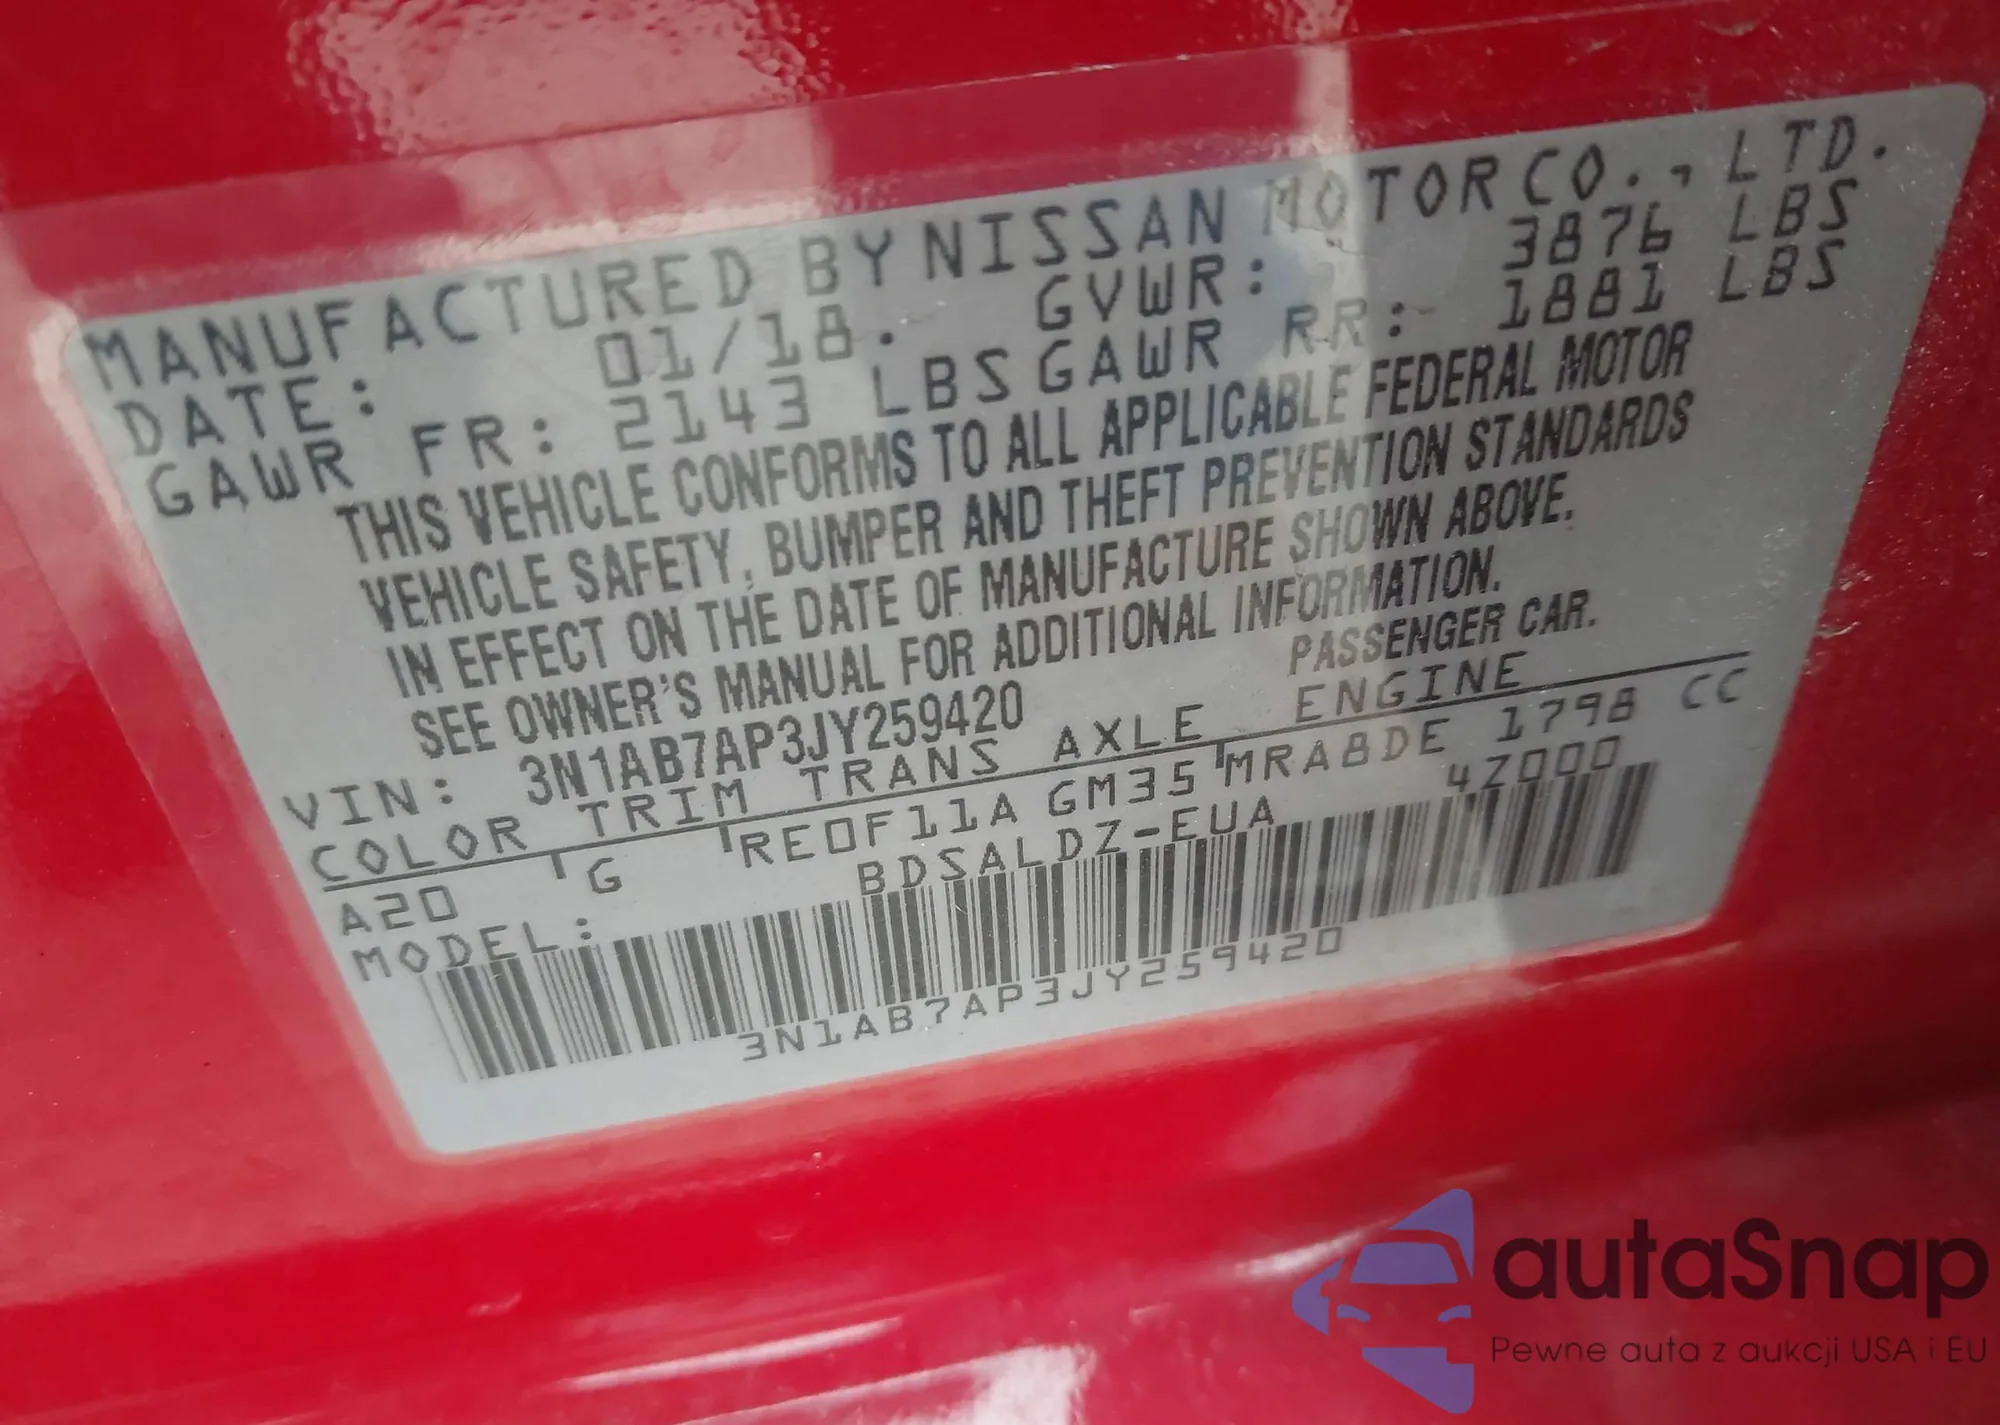 MANUFACTURED BY NISSAN MOTOR CO., LTD.
DATE: 01/18. GVWR: 3876 LBS
GAWR FR: 2143 LBS GAWR RR: 1881 LBS
THIS VEHICLE CONFORMS TO ALL APPLICABLE FEDERAL MOTOR
VEHICLE SAFETY, BUMPER AND THEFT PREVENTION STANDARDS
IN EFFECT ON THE DATE OF MANUFACTURE SHOWN ABOVE.
SEE OWNER'S MANUAL FOR ADDITIONAL INFORMATION.
VIN: 3N1AB7AP3JY259420 PASSENGER CAR.
COLOR TRIM TRANS AXLE ENGINE
A20 G RE0F11A GM35 MRA8DE 1798 CC
MODEL: BDSALDZ-EUA 4Z000
3N1AB7AP3JY259420
autaSnap
Pewne auta z aukcji USA i EU